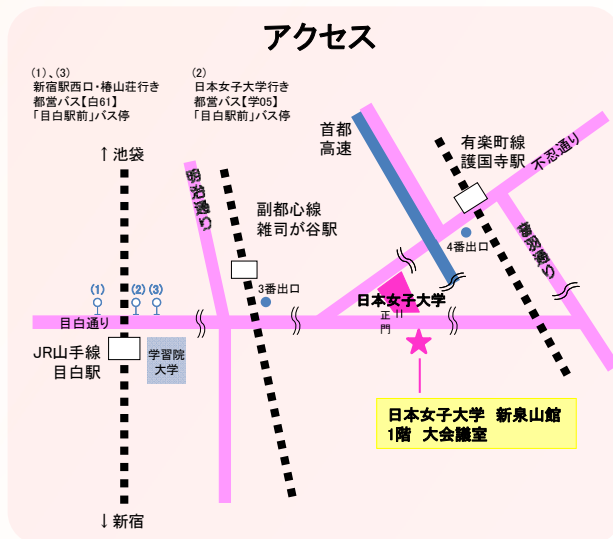 アクセス
(1)、(3)
新宿駅西口・椿山荘行き
都営バス【白61】
「目白駅前」バス停
(2)
日本女子大学行き
都営バス【学05】
「目白駅前」バス停
首都
高速
有楽町線
護国寺駅
不忍通り
↑池袋
明治通り
副都心線
雑司が谷駅
4番出口
音羽通り
(1)
(2)
(3)
3番出口
日本女子大学
正
門
目白通り
JR山手線
目白駅
学習院
大学
日本女子大学 新泉山館
1階 大会議室
↓新宿